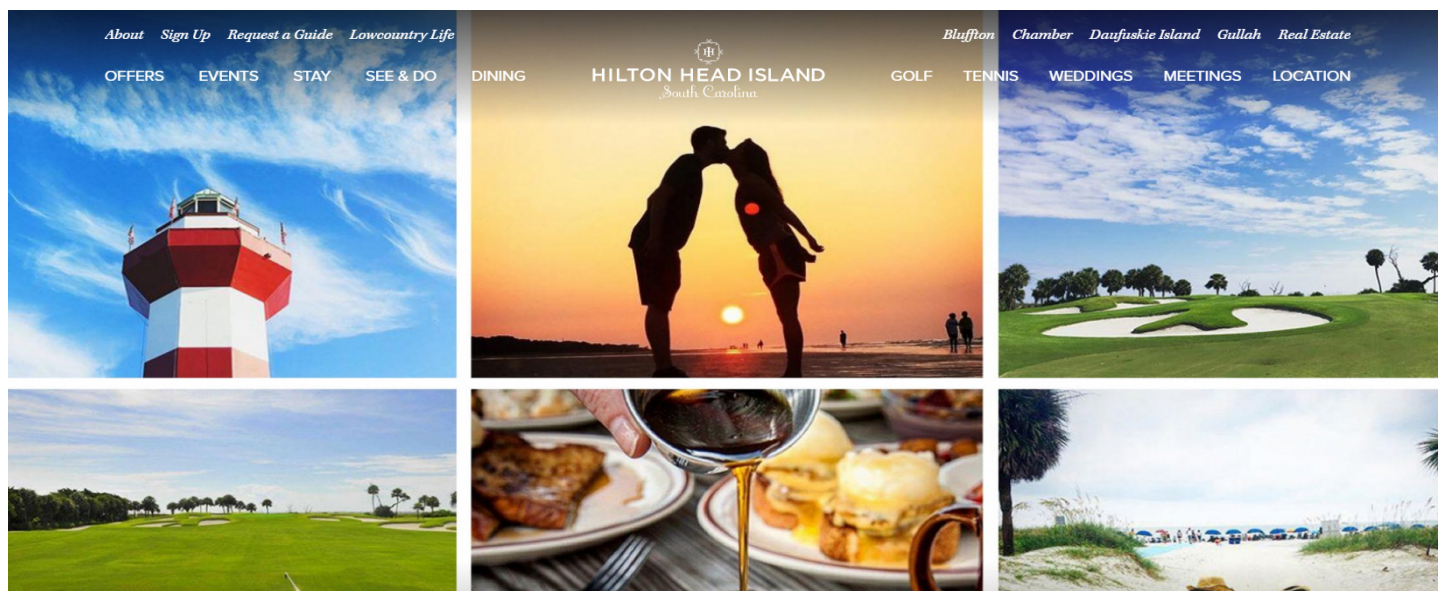 About Sign Up Request a Guide Lowcountry Life
Bluffton Chamber Daufuskie Island Gullah Real Estate
OFFERS EVENTS STAY SEE & DO DINING
HILTON HEAD ISLAND
South Carolina
GOLF TENNIS WEDDINGS MEETINGS LOCATION